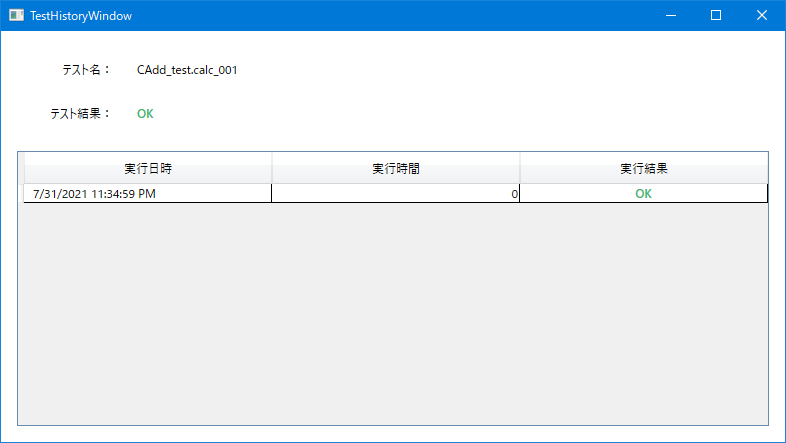 TestHistoryWindow
テスト名： CAdd_test.calc_001
テスト結果： OK
実行日時 実行時間 実行結果
7/31/2021 11:34:59 PM 0 OK